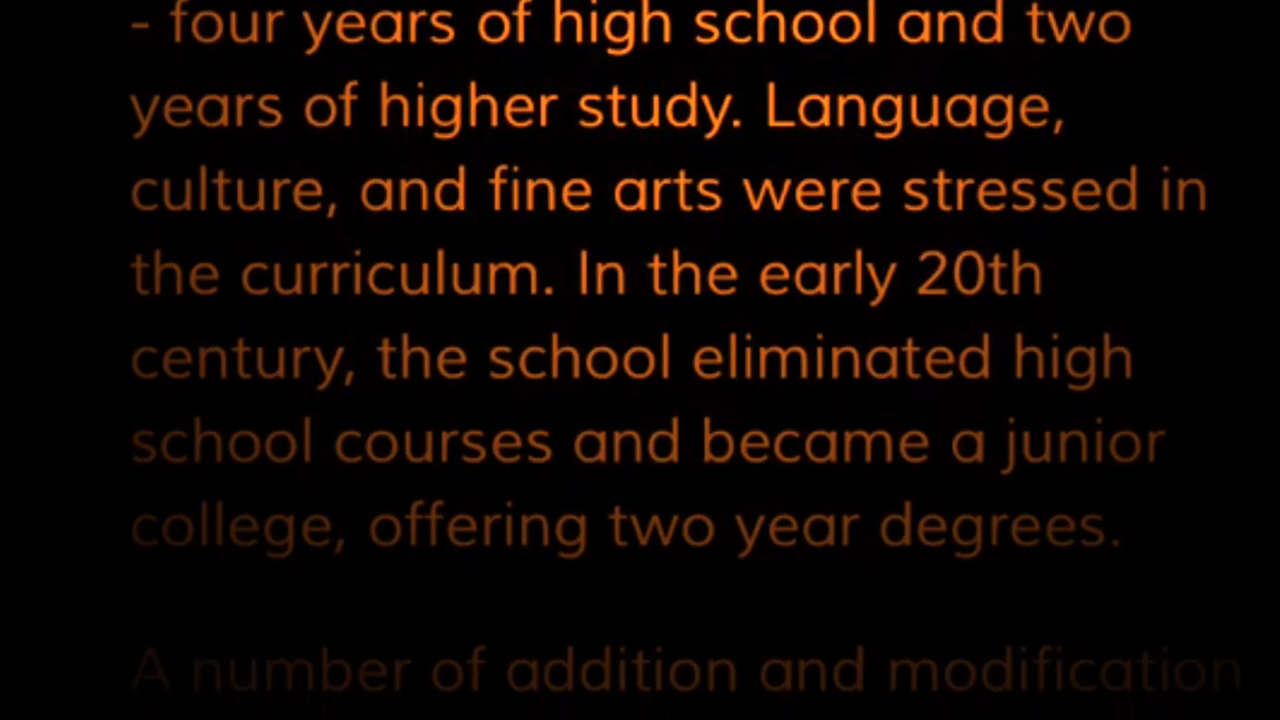 - four years of high school and two
years of higher study. Language,
culture, and fine arts were stressed in
the curriculum. In the early 20th
century, the school eliminated high
school courses and became a junior
college, offering two year degrees.
A number of addition and modification